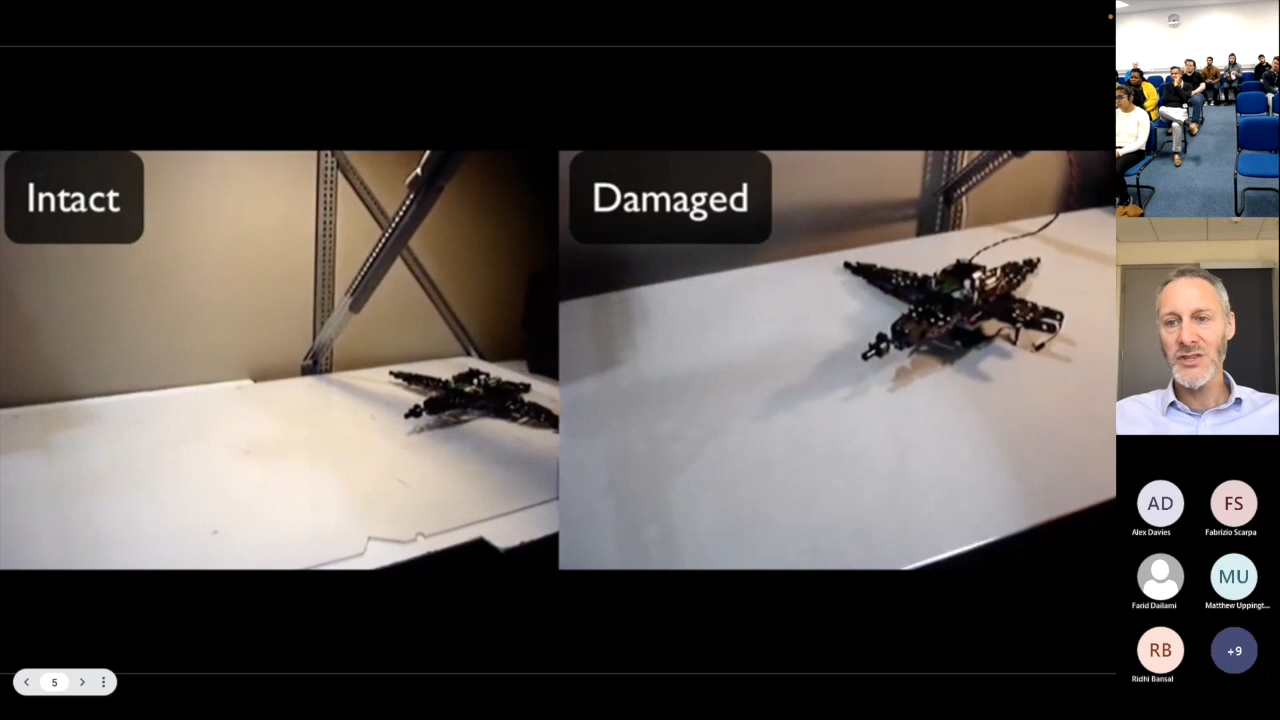 Intact
Damaged
AD
FS
Alex Davies
Fabrizio Scarpa
MU
Farid Dailami
Matthew Uppingt...
RB
+9
Ridhi Bansal
5